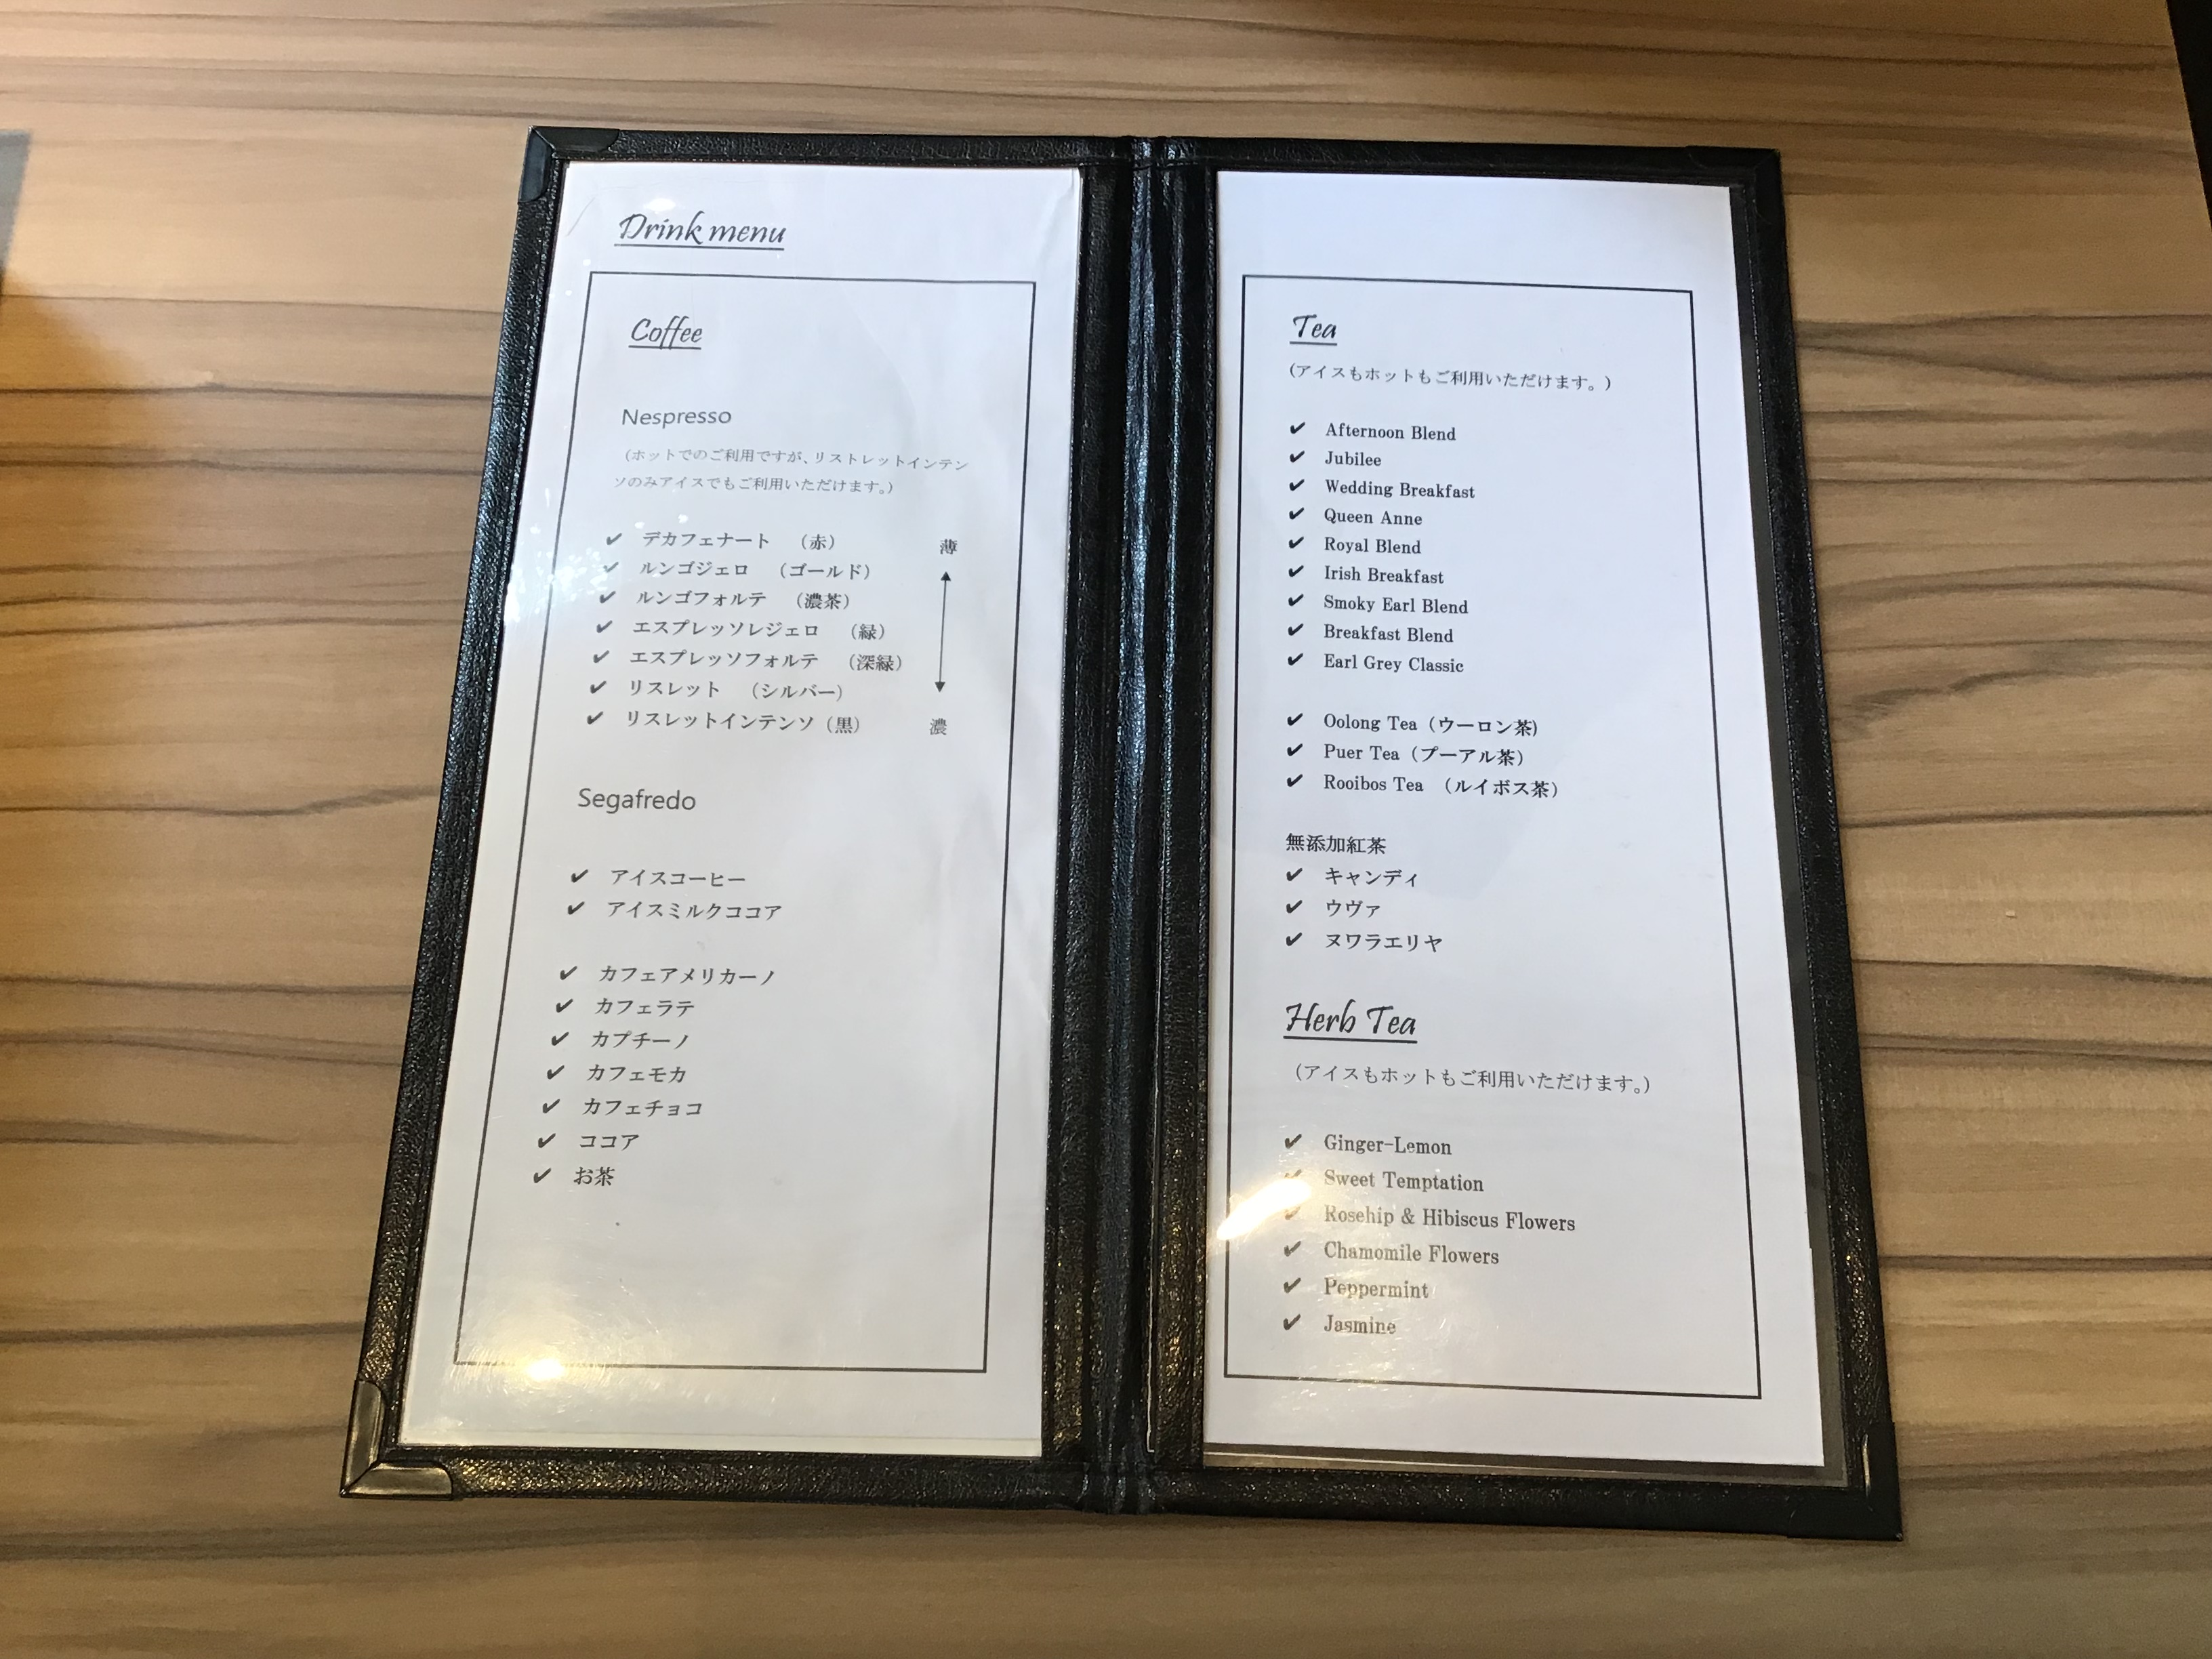 Drink menu
Coffee
Nespresso
(ホットでのご利用ですが、リストレットインテン
ソのみアイスでもご利用いただけます。)
✔ デカフェナート （赤）
薄
✔ ルンゴジェロ （ゴールド）
✔ ルンゴフォルテ （濃茶）
✔ エスプレッソレジェロ （緑）
✔ エスプレッソフォルテ （深緑）
✔ リスレット （シルバー）
✔ リスレットインテンソ（黒）
濃
Segafredo
✔ アイスコーヒー
✔ アイスミルクココア
✔ カフェアメリカーノ
✔ カフェラテ
✔ カプチーノ
✔ カフェモカ
✔ カフェチョコ
✔ ココア
✔ お茶
Tea
(アイスもホットもご利用いただけます。)
✔ Afternoon Blend
✔ Jubilee
✔ Wedding Breakfast
✔ Queen Anne
✔ Royal Blend
✔ Irish Breakfast
✔ Smoky Earl Blend
✔ Breakfast Blend
✔ Earl Grey Classic
✔ Oolong Tea（ウーロン茶)
✔ Puer Tea（プーアル茶）
✔ Rooibos Tea （ルイボス茶）
無添加紅茶
✔ キャンディ
✔ ウヴァ
✔ ヌワラエリヤ
Herb Tea
(アイスもホットもご利用いただけます。)
✔ Ginger-Lemon
✔ Sweet Temptation
✔ Rosehip & Hibiscus Flowers
✔ Chamomile Flowers
✔ Peppermint
✔ Jasmine